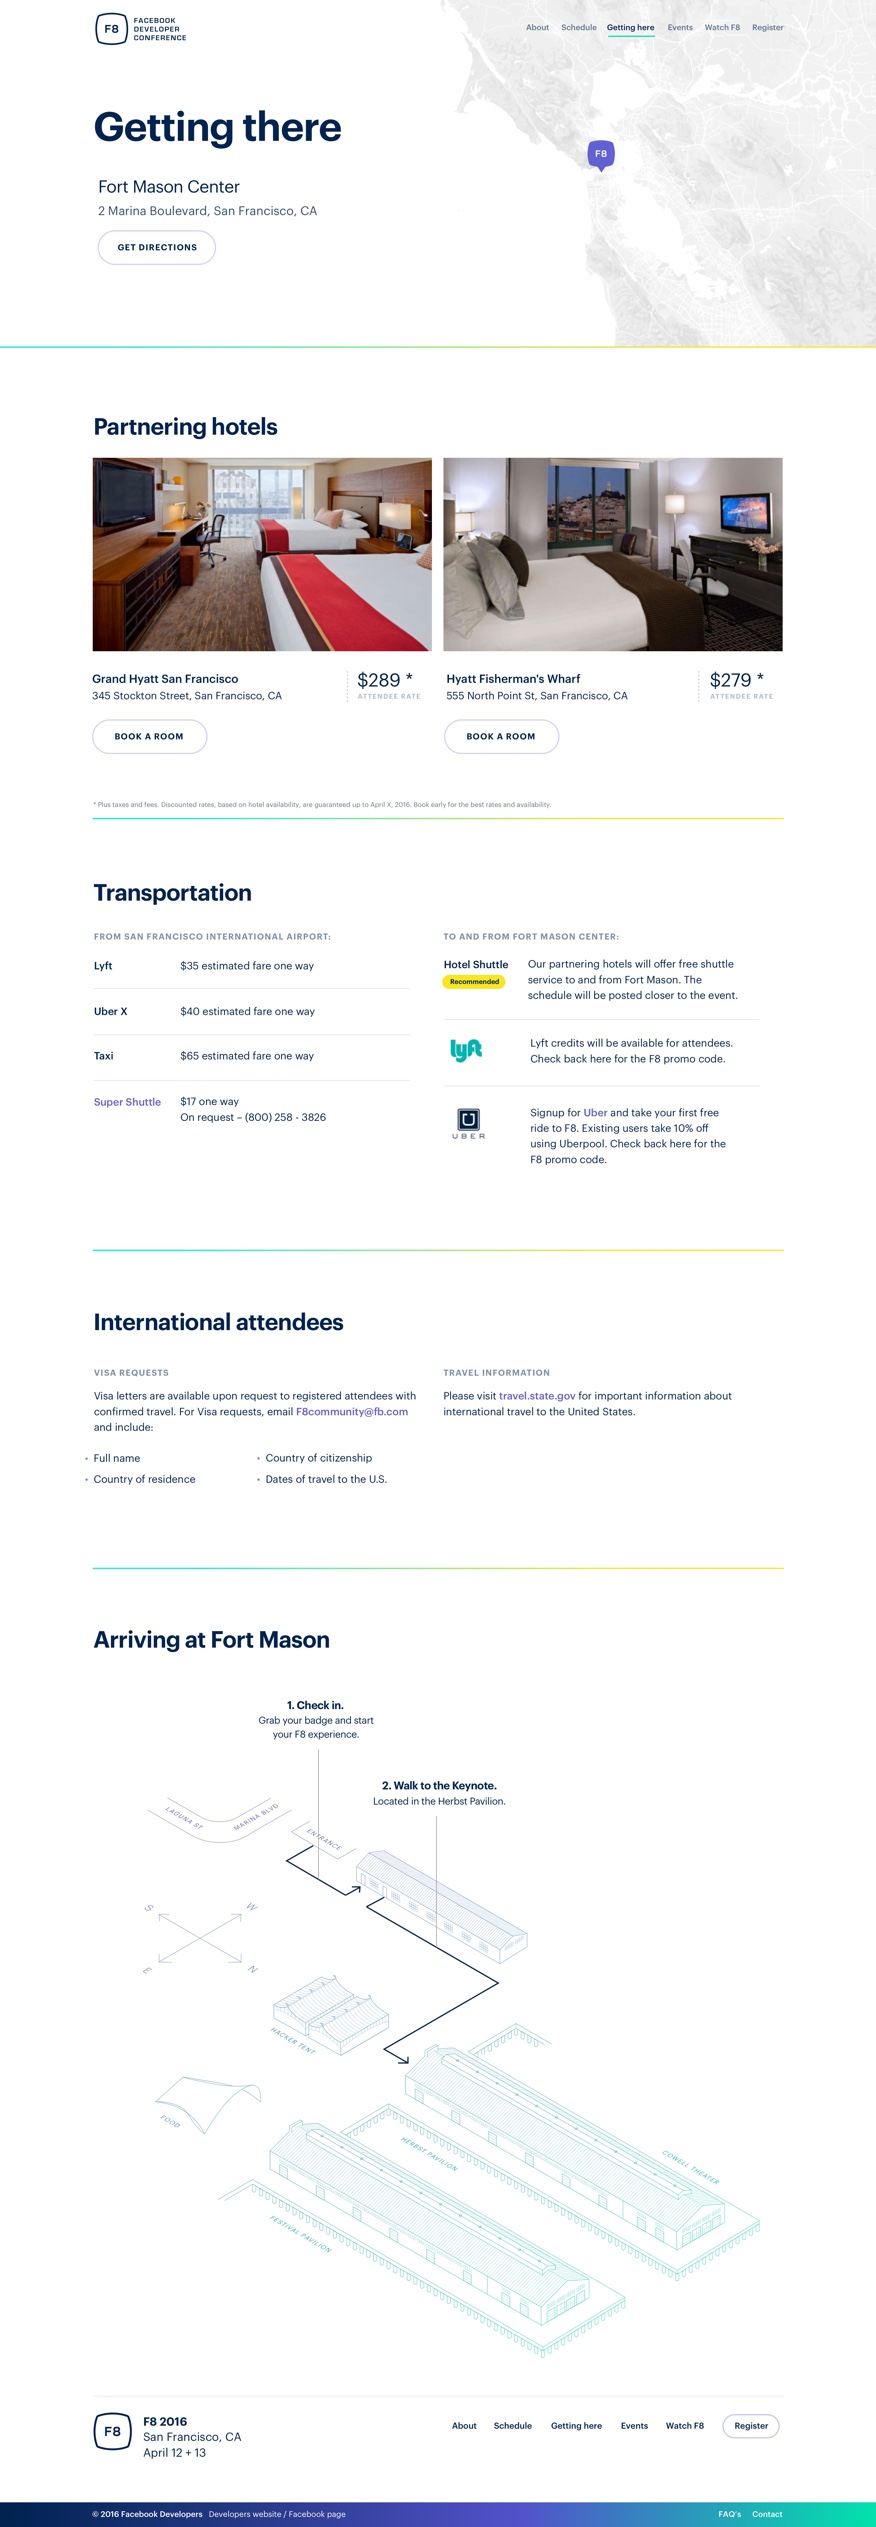 F8
FACEBOOK
DEVELOPER
CONFERENCE
About Schedule Getting here Events Watch F8 Register
Getting there
F8
Fort Mason Center
2 Marina Boulevard, San Francisco, CA
GET DIRECTIONS
Partnering hotels
Grand Hyatt San Francisco
345 Stockton Street, San Francisco, CA
$289 *
ATTENDEE RATE
BOOK A ROOM
Hyatt Fisherman's Wharf
555 North Point St, San Francisco, CA
$279 *
ATTENDEE RATE
BOOK A ROOM
* Plus taxes and fees. Discounted rates, based on hotel availability, are guaranteed up to April X, 2016. Book early for the best rates and availability.
Transportation
FROM SAN FRANCISCO INTERNATIONAL AIRPORT:
Lyft $35 estimated fare one way
Uber X $40 estimated fare one way
Taxi $65 estimated fare one way
Super Shuttle $17 one way
On request – (800) 258 - 3826
TO AND FROM FORT MASON CENTER:
Hotel Shuttle
Recommended
Our partnering hotels will offer free shuttle
service to and from Fort Mason. The
schedule will be posted closer to the event.
lyft
Lyft credits will be available for attendees.
Check back here for the F8 promo code.
UBER
Signup for Uber and take your first free
ride to F8. Existing users take 10% off
using Uberpool. Check back here for the
F8 promo code.
International attendees
VISA REQUESTS
Visa letters are available upon request to registered attendees with
confirmed travel. For Visa requests, email F8community@fb.com
and include:
• Full name
• Country of residence
• Country of citizenship
• Dates of travel to the U.S.
TRAVEL INFORMATION
Please visit travel.state.gov for important information about
international travel to the United States.
Arriving at Fort Mason
1. Check in.
Grab your badge and start
your F8 experience.
2. Walk to the Keynote.
Located in the Herbst Pavilion.
LAGUNA ST
MARINA BLVD
ENTRANCE
S
W
E
N
HACKER TENT
FOOD
HERBST PAVILION
COWELL THEATER
FESTIVAL PAVILION
F8
F8 2016
San Francisco, CA
April 12 + 13
About Schedule Getting here Events Watch F8 Register
© 2016 Facebook Developers Developers website / Facebook page
FAQ's Contact